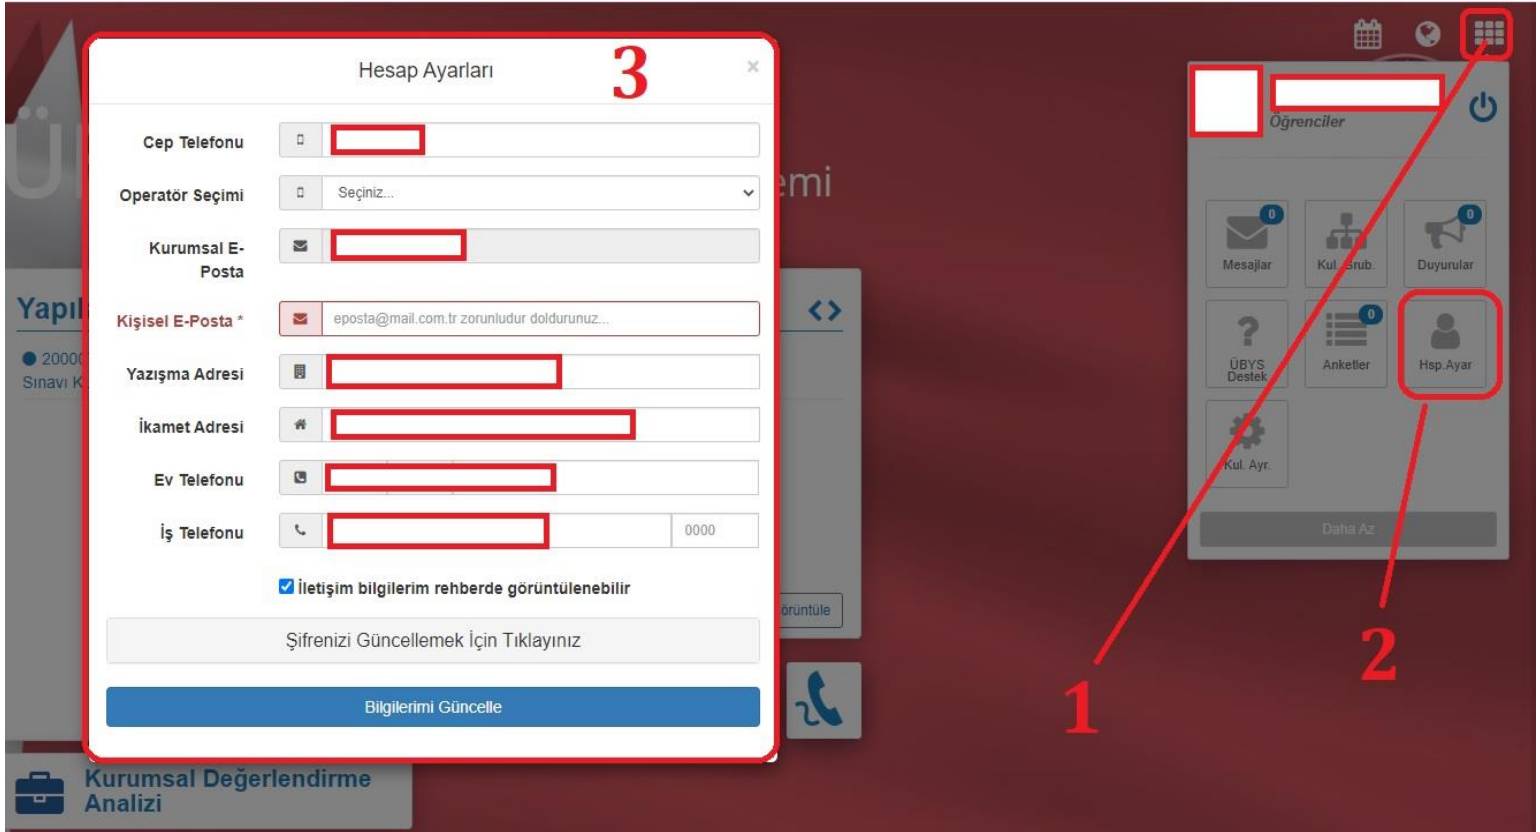 3
Hesap Ayarları
×
Cep Telefonu
Operatör Seçimi
Seçiniz...
Kurumsal E-
Posta
Kişisel E-Posta *
eposta@mail.com.tr zorunludur doldurunuz...
Yazışma Adresi
İkamet Adresi
Ev Telefonu
İş Telefonu
0000
İletişim bilgilerim rehberde görüntülenebilir
Şifrenizi Güncellemek İçin Tıklayınız
Bilgilerimi Güncelle
emi
Yapıl
20000
Sınavı K
örüntüle
Kurumsal Değerlendirme
Analizi
Öğrenciler
0
Mesajlar
Kul. Grub.
0
Duyurular
ÜBYS
Destek
0
Anketler
Hsp.Ayar
Kul. Ayr.
Daha Az
1
2